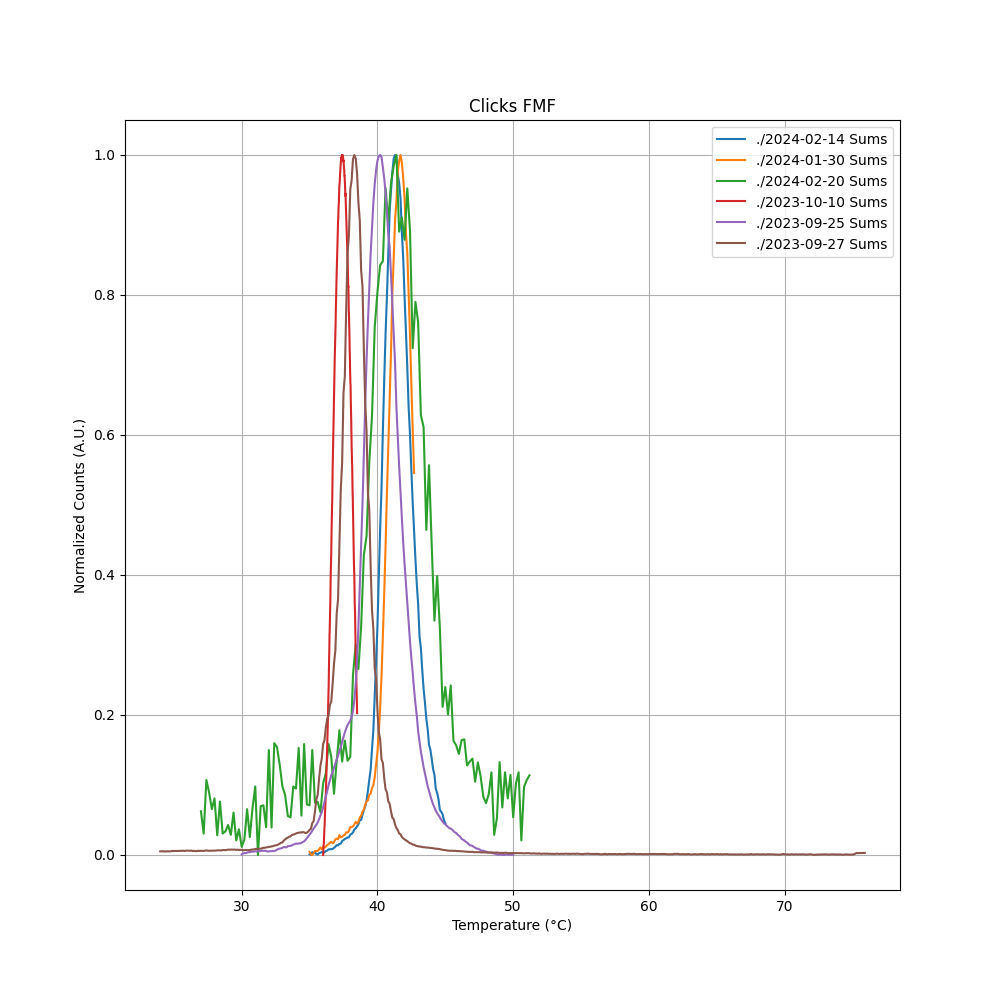 Clicks FMF
./2024-02-14 Sums
./2024-01-30 Sums
./2024-02-20 Sums
./2023-10-10 Sums
./2023-09-25 Sums
./2023-09-27 Sums
Normalized Counts (A.U.)
1.0
0.8
0.6
0.4
0.2
0.0
30 40 50 60 70
Temperature (°C)